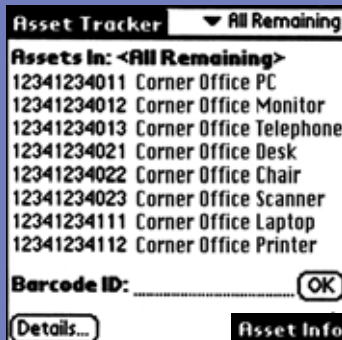 Asset Tracker ▼ All Remaining
Assets In: <All Remaining>
12341234011 Corner Office PC
12341234012 Corner Office Monitor
12341234013 Corner Office Telephone
12341234021 Corner Office Desk
12341234022 Corner Office Chair
12341234023 Corner Office Scanner
12341234111 Corner Office Laptop
12341234112 Corner Office Printer
Barcode ID: OK
Details... Asset Info